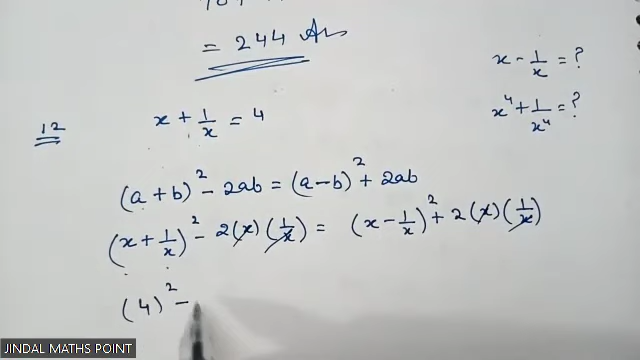 = 244 Ans
x - 1/x = ?
12
x + 1/x = 4
x⁴ + 1/x⁴ = ?
(a + b)² - 2ab = (a - b)² + 2ab
(x + 1/x)² - 2(x)(1/x) = (x - 1/x)² + 2(x)(1/x)
(4)² -
JINDAL MATHS POINT